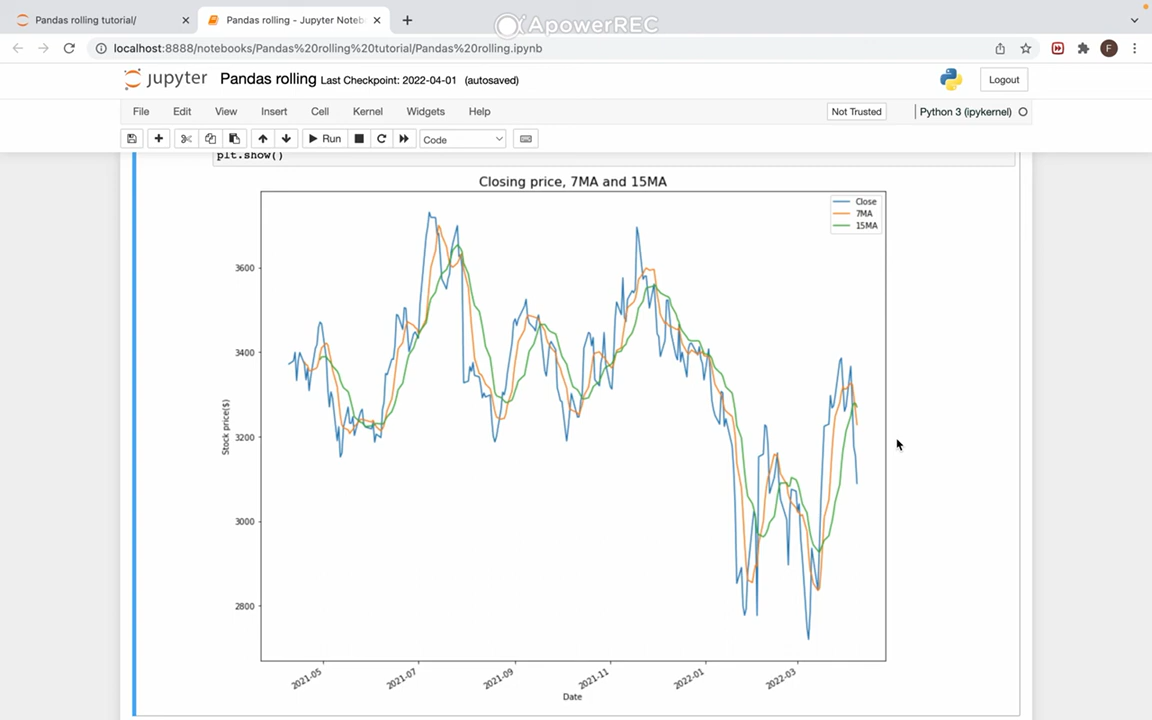 Pandas rolling tutorial/
Pandas rolling - Jupyter Noteb
ApowerREC
localhost:8888/notebooks/Pandas%20rolling%20tutorial/Pandas%20rolling.ipynb
F
jupyter Pandas rolling Last Checkpoint: 2022-04-01 (autosaved)
Logout
File Edit View Insert Cell Kernel Widgets Help
Not Trusted
Python 3 (ipykernel)
Run
Code
plt.show()
Closing price, 7MA and 15MA
Close
7MA
15MA
3600
3400
3200
3000
2800
Stock price($)
2021-05 2021-07 2021-09 2021-11 2022-01 2022-03
Date